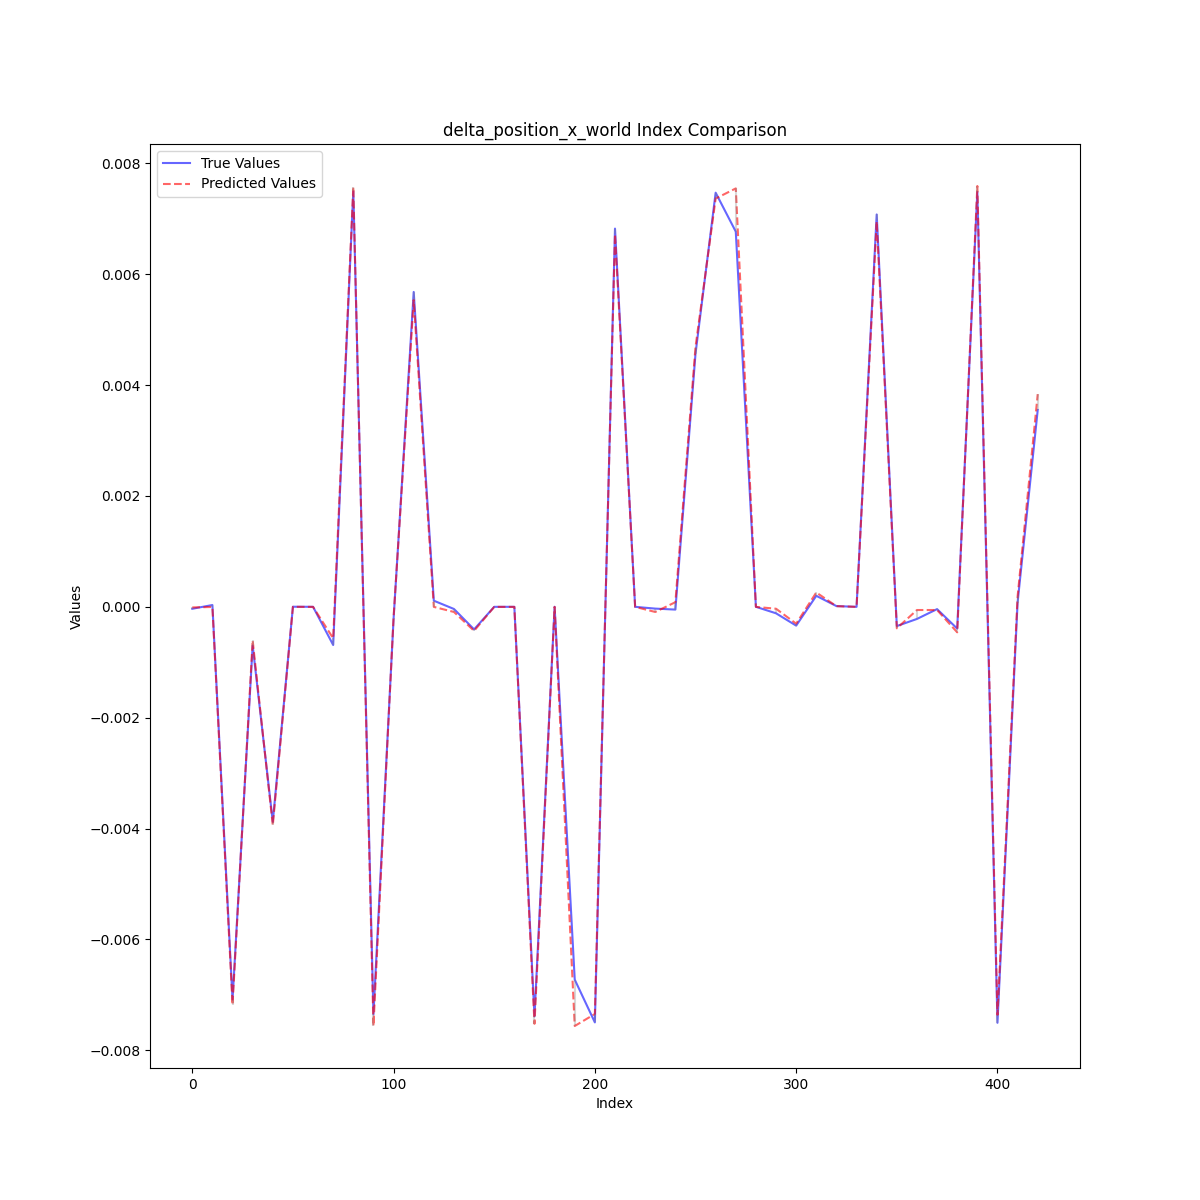 delta_position_x_world Index Comparison
True Values
Predicted Values
0.008
0.006
0.004
0.002
0.000
−0.002
−0.004
−0.006
−0.008
Values
0
100
200
300
400
Index